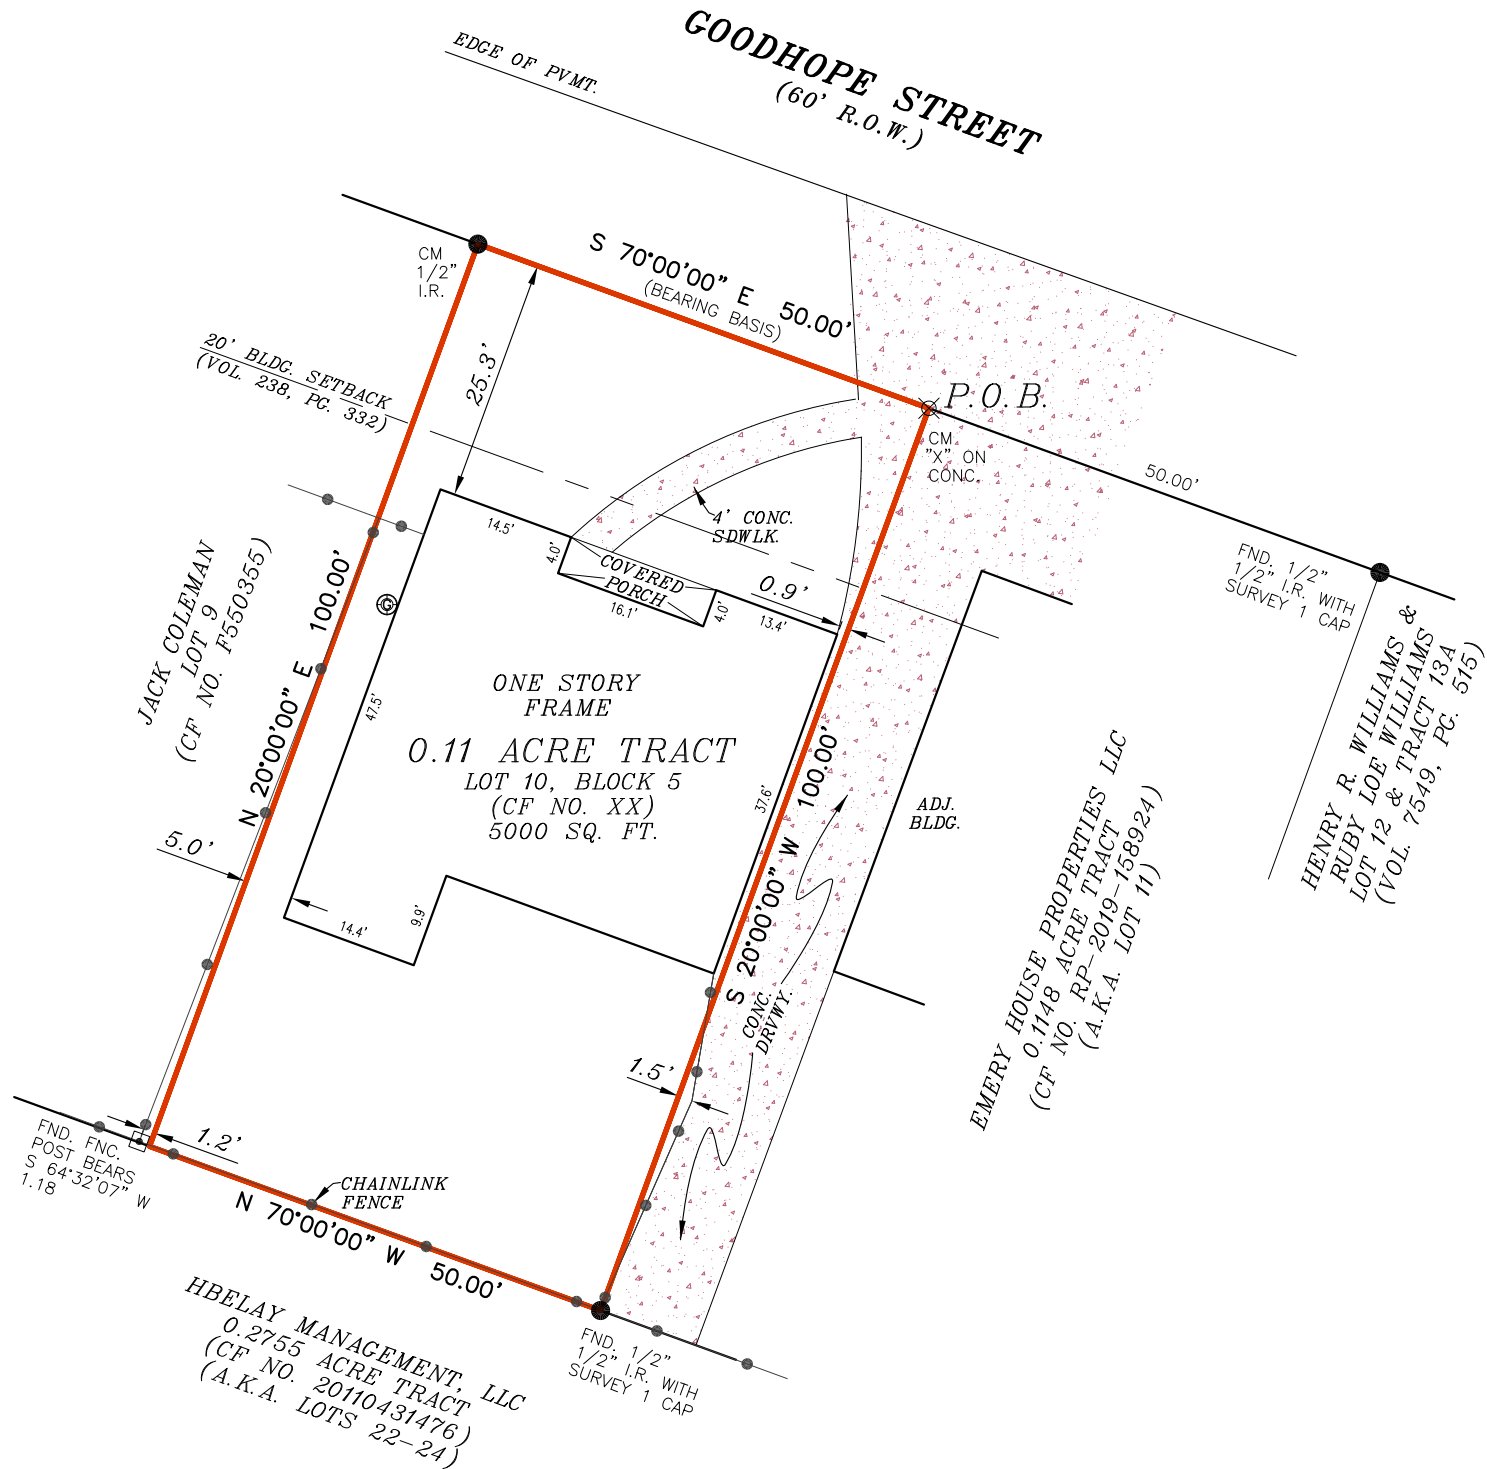 GOODHOPE STREET
(60' R.O.W.)
EDGE OF PVMT.
CM
1/2"
I.R.
S 70°00'00" E 50.00'
(BEARING BASIS)
20' BLDG. SETBACK
(VOL. 238, PG. 332)
25.3'
P.O.B.
CM
"X" ON
CONC.
50.00'
4' CONC.
SDWLK.
14.5'
4.0'
COVERED
PORCH
16.1'
4.0'
0.9'
13.4'
FND. 1/2"
1/2" I.R. WITH
SURVEY 1 CAP
JACK COLEMAN
LOT 9
(CF NO. F550355)
N 20°00'00" E 100.00'
G
47.5'
ONE STORY
FRAME
0.11 ACRE TRACT
LOT 10, BLOCK 5
(CF NO. XX)
5000 SQ. FT.
37.6'
S 20°00'00" W 100.00'
ADJ.
BLDG.
HENRY R. WILLIAMS &
RUBY LOE WILLIAMS
LOT 12 & TRACT 13A
(VOL. 7549, PG. 515)
EMERY HOUSE PROPERTIES LLC
0.1148 ACRE TRACT
(CF NO. RP-2019-158924)
(A.K.A. LOT 11)
5.0'
14.4'
9.9'
CONC.
DRVWY.
1.5'
1.2'
FND. FNC.
POST BEARS
S 64°32'07" W
1.18
CHAINLINK
FENCE
N 70°00'00" W 50.00'
HBELAY MANAGEMENT, LLC
0.2755 ACRE TRACT
(CF NO. 20110431476)
(A.K.A. LOTS 22-24)
FND. 1/2"
1/2" I.R. WITH
SURVEY 1 CAP